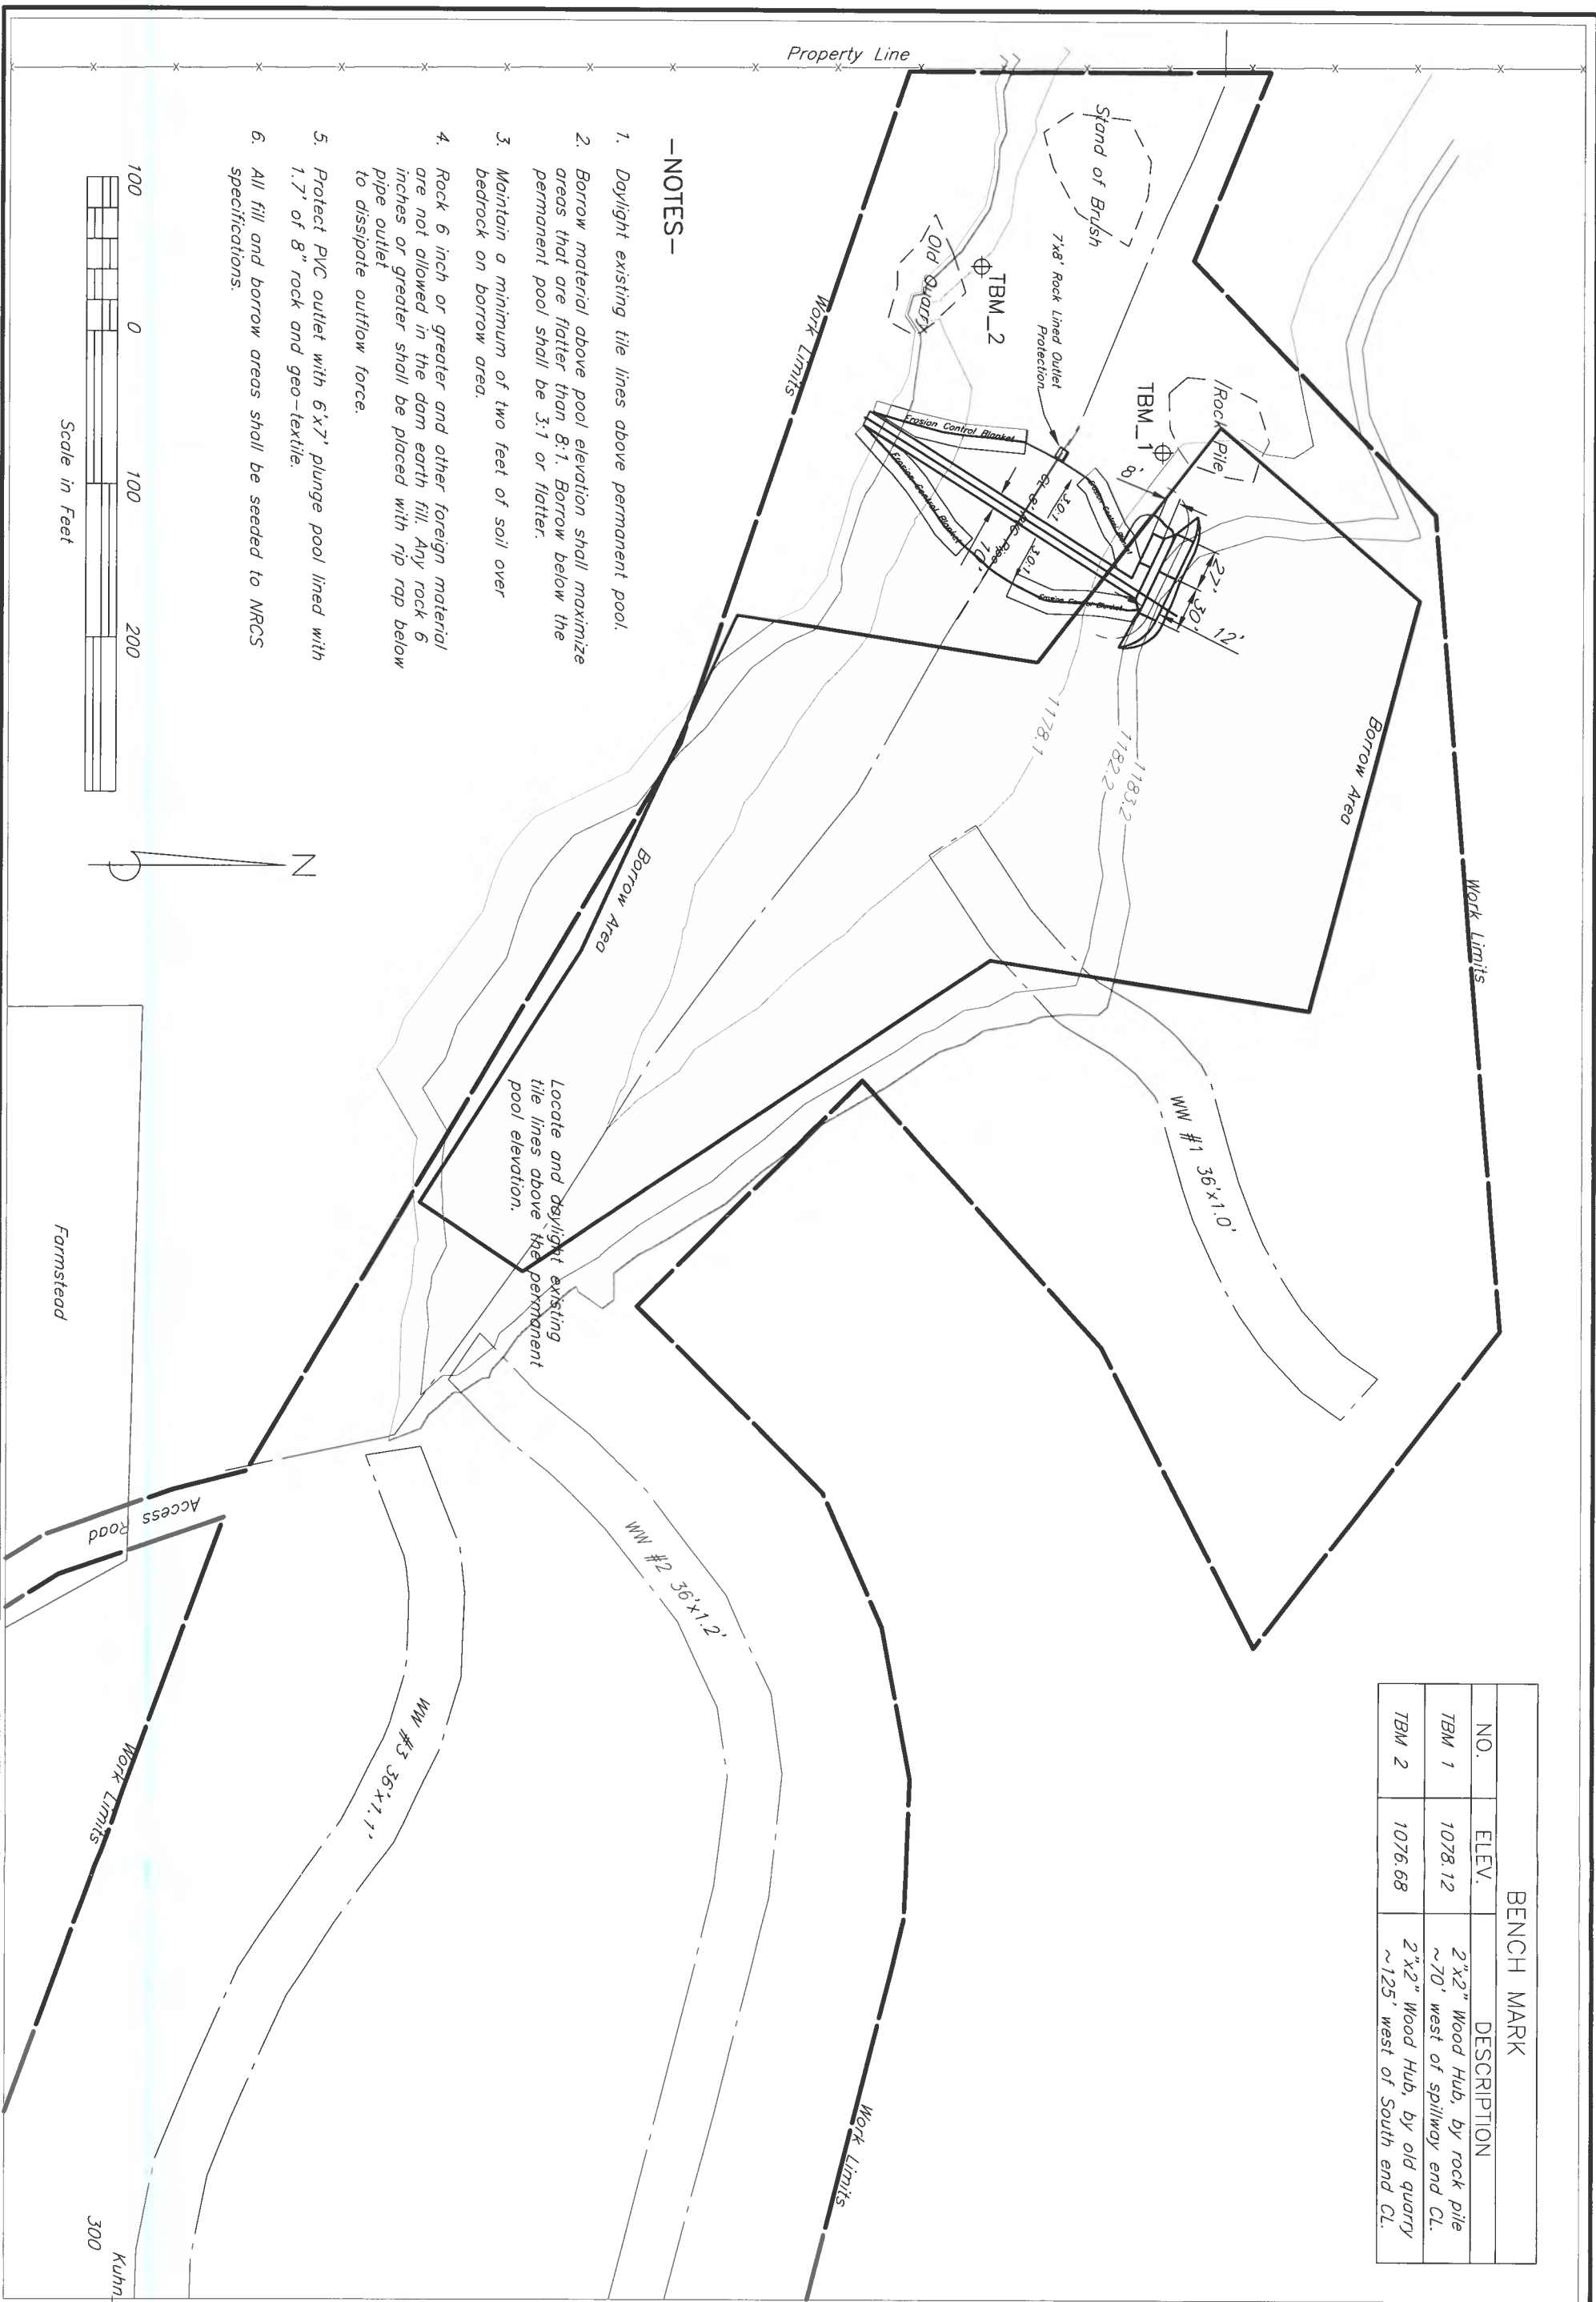 Property Line
Stand of Brush
Old Quarry
TBM_2
7'x8' Rock Lined Outlet
Protection
TBM_1
Rock Pile
8'
27'
30'
12'
Erosion Control Blanket
Erosion Control Blanket
Erosion Control Blanket
Erosion Control Blanket
CL 8" PVC Pipe
3.0:1
3.0:1
10'
Work Limits
Borrow Area
Work Limits
1178.1
1182.2
1183.2
Borrow Area
WW #1 36'x1.0'
Locate and daylight existing
tile lines above the permanent
pool elevation.
WW #2 36'x1.2'
WW #3 36'x1.1'
Access
Road
Farmstead
Work Limits
Work Limits
-NOTES-
1. Daylight existing tile lines above permanent pool.
2. Borrow material above pool elevation shall maximize
areas that are flatter than 8:1. Borrow below the
permanent pool shall be 3:1 or flatter.
3. Maintain a minimum of two feet of soil over
bedrock on borrow area.
4. Rock 6 inch or greater and other foreign material
are not allowed in the dam earth fill. Any rock 6
inches or greater shall be placed with rip rap below
pipe outlet
to dissipate outflow force.
5. Protect PVC outlet with 6'x7' plunge pool lined with
1.7' of 8" rock and geo-textile.
6. All fill and borrow areas shall be seeded to NRCS
specifications.
100 0 100 200
Scale in Feet
N
BENCH MARK
NO. ELEV. DESCRIPTION
TBM 1 1078.12 2"x2" Wood Hub, by rock pile
~70' west of spillway end CL.
TBM 2 1076.68 2"x2" Wood Hub, by old quarry
~125' west of South end CL.
Kuhn
300